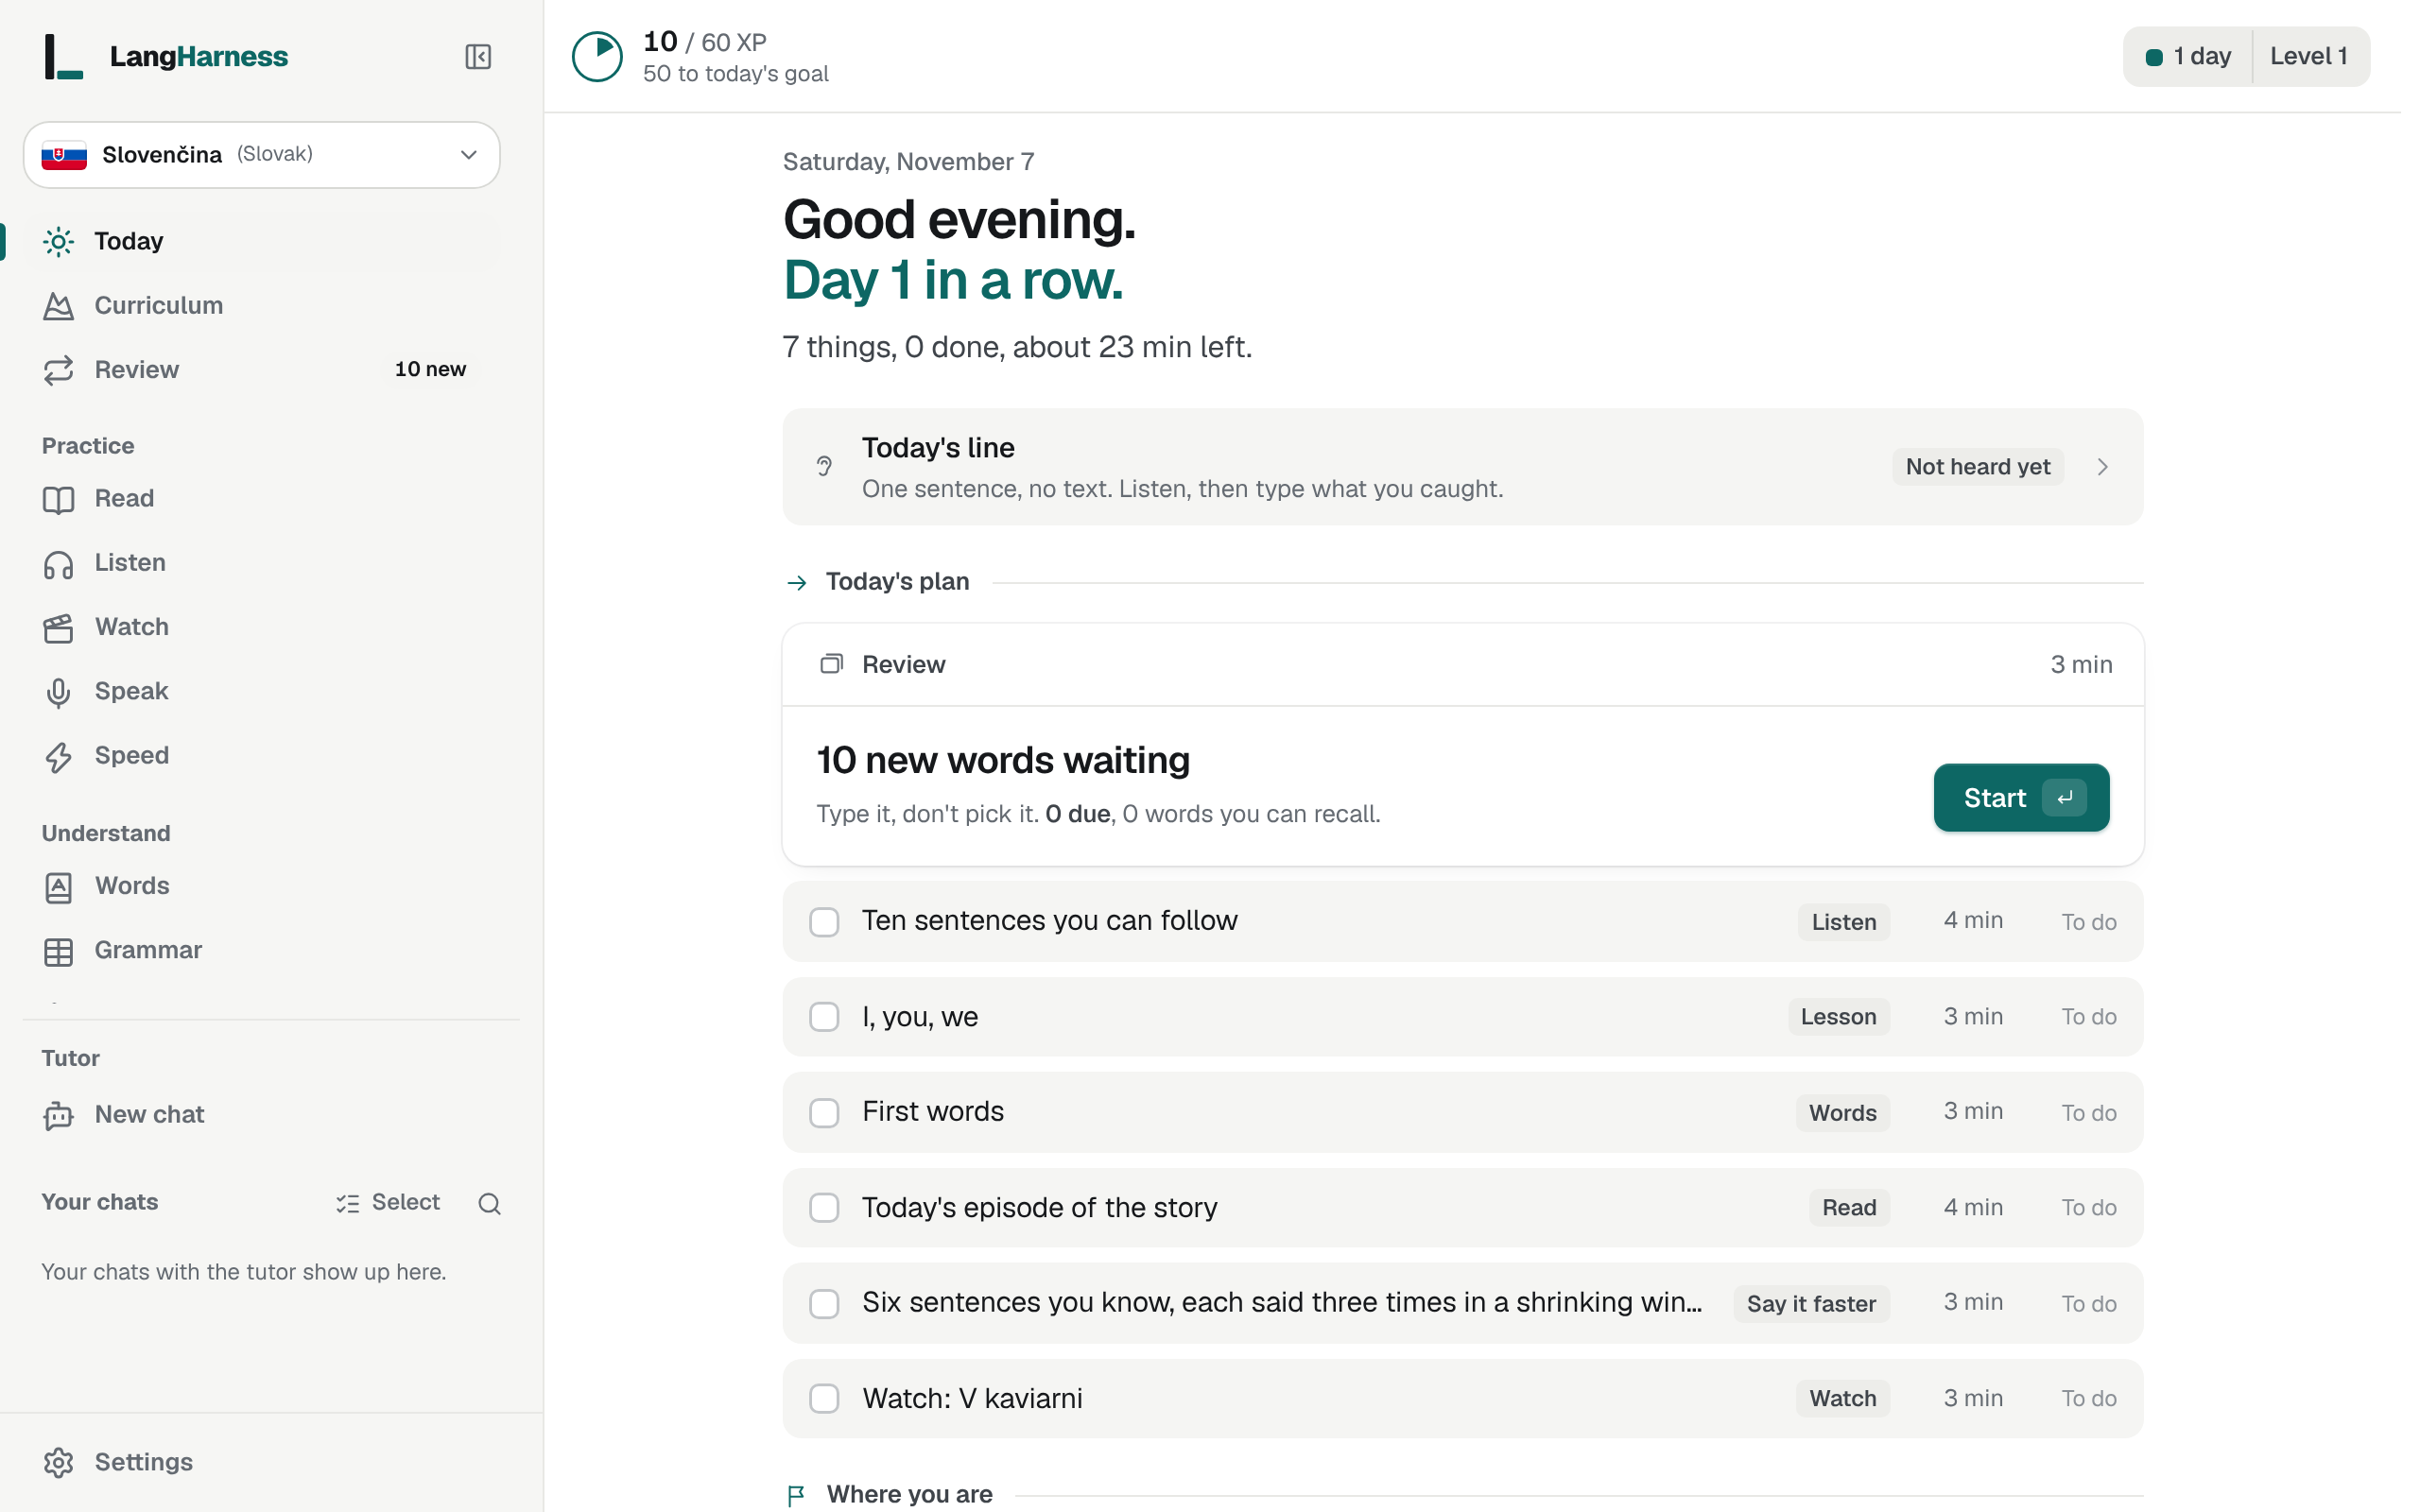 LangHarness
Slovenčina (Slovak)
Today
Curriculum
Review 10 new
Practice
Read
Listen
Watch
Speak
Speed
Understand
Words
Grammar
Tutor
New chat
Your chats Select
Your chats with the tutor show up here.
Settings
10 / 60 XP
50 to today's goal
1 day Level 1
Saturday, November 7
Good evening.
Day 1 in a row.
7 things, 0 done, about 23 min left.
Today's line
One sentence, no text. Listen, then type what you caught.
Not heard yet
Today's plan
Review 3 min
10 new words waiting
Type it, don't pick it. 0 due, 0 words you can recall.
Start
Ten sentences you can follow Listen 4 min To do
I, you, we Lesson 3 min To do
First words Words 3 min To do
Today's episode of the story Read 4 min To do
Six sentences you know, each said three times in a shrinking win... Say it faster 3 min To do
Watch: V kaviarni Watch 3 min To do
Where you are